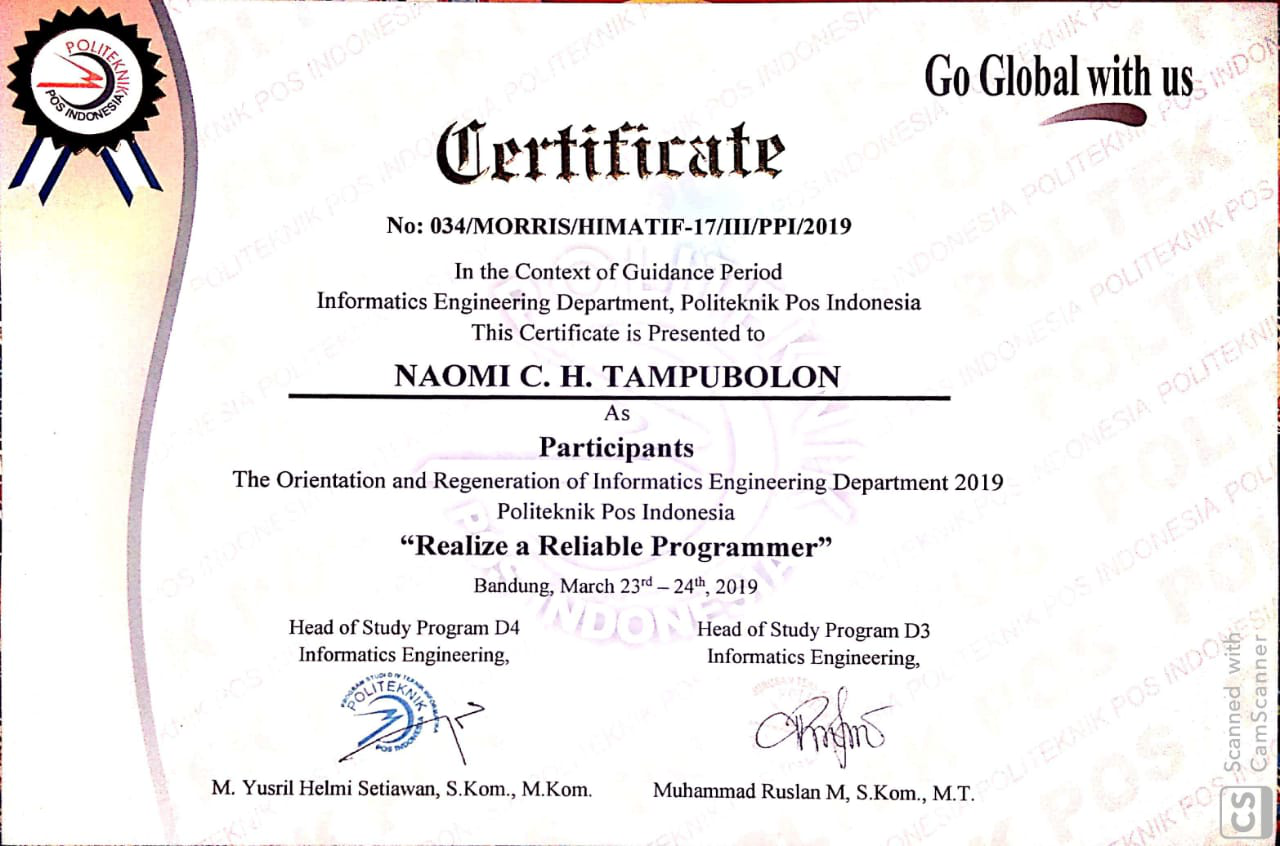 POLITEKNIK
POS INDONESIA
Go Global with us
Certificate
No: 034/MORRIS/HIMATIF-17/III/PPI/2019
In the Context of Guidance Period
Informatics Engineering Department, Politeknik Pos Indonesia
This Certificate is Presented to
NAOMI C. H. TAMPUBOLON
As
Participants
The Orientation and Regeneration of Informatics Engineering Department 2019
Politeknik Pos Indonesia
“Realize a Reliable Programmer”
Bandung, March 23rd – 24th, 2019
Head of Study Program D4
Informatics Engineering,
Head of Study Program D3
Informatics Engineering,
POLITEKNIK
POS INDONESIA
M. Yusril Helmi Setiawan, S.Kom., M.Kom.
Muhammad Ruslan M, S.Kom., M.T.
CS
Scanned with
CamScanner